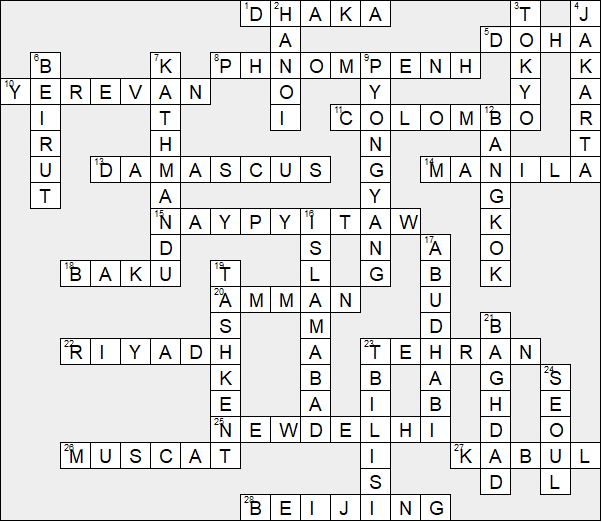 1 DHAKA
2 HANOI
3 TOKYO
4 JAKARTA
5 DOHA
6 BEIRUT
7 KATHMANDU
8 PHNOMPENH
9 PYONGYANG
10 YEREVAN
11 COLOMBO
12 BANGKOK
13 DAMASCUS
14 MANILA
15 NAYPYITAW
16 ISLAMABAD
17 ABUDHABI
18 BAKU
19 TASHKENT
20 AMMAN
21 BAGHDAD
22 RIYADH
23 TEHRAN
TBILISI
24 SEOUL
25 NEWDELHI
26 MUSCAT
27 KABUL
28 BEIJING